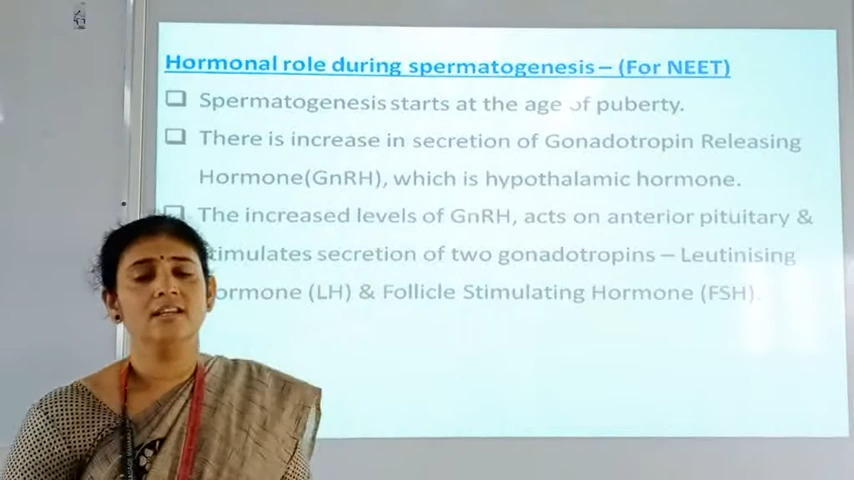 Hormonal role during spermatogenesis – (For NEET)
❑ Spermatogenesis starts at the age of puberty.
❑ There is increase in secretion of Gonadotropin Releasing
Hormone(GnRH), which is hypothalamic hormone.
❑ The increased levels of GnRH, acts on anterior pituitary &
timulates secretion of two gonadotropins – Leutinising
ormone (LH) & Follicle Stimulating Hormone (FSH).